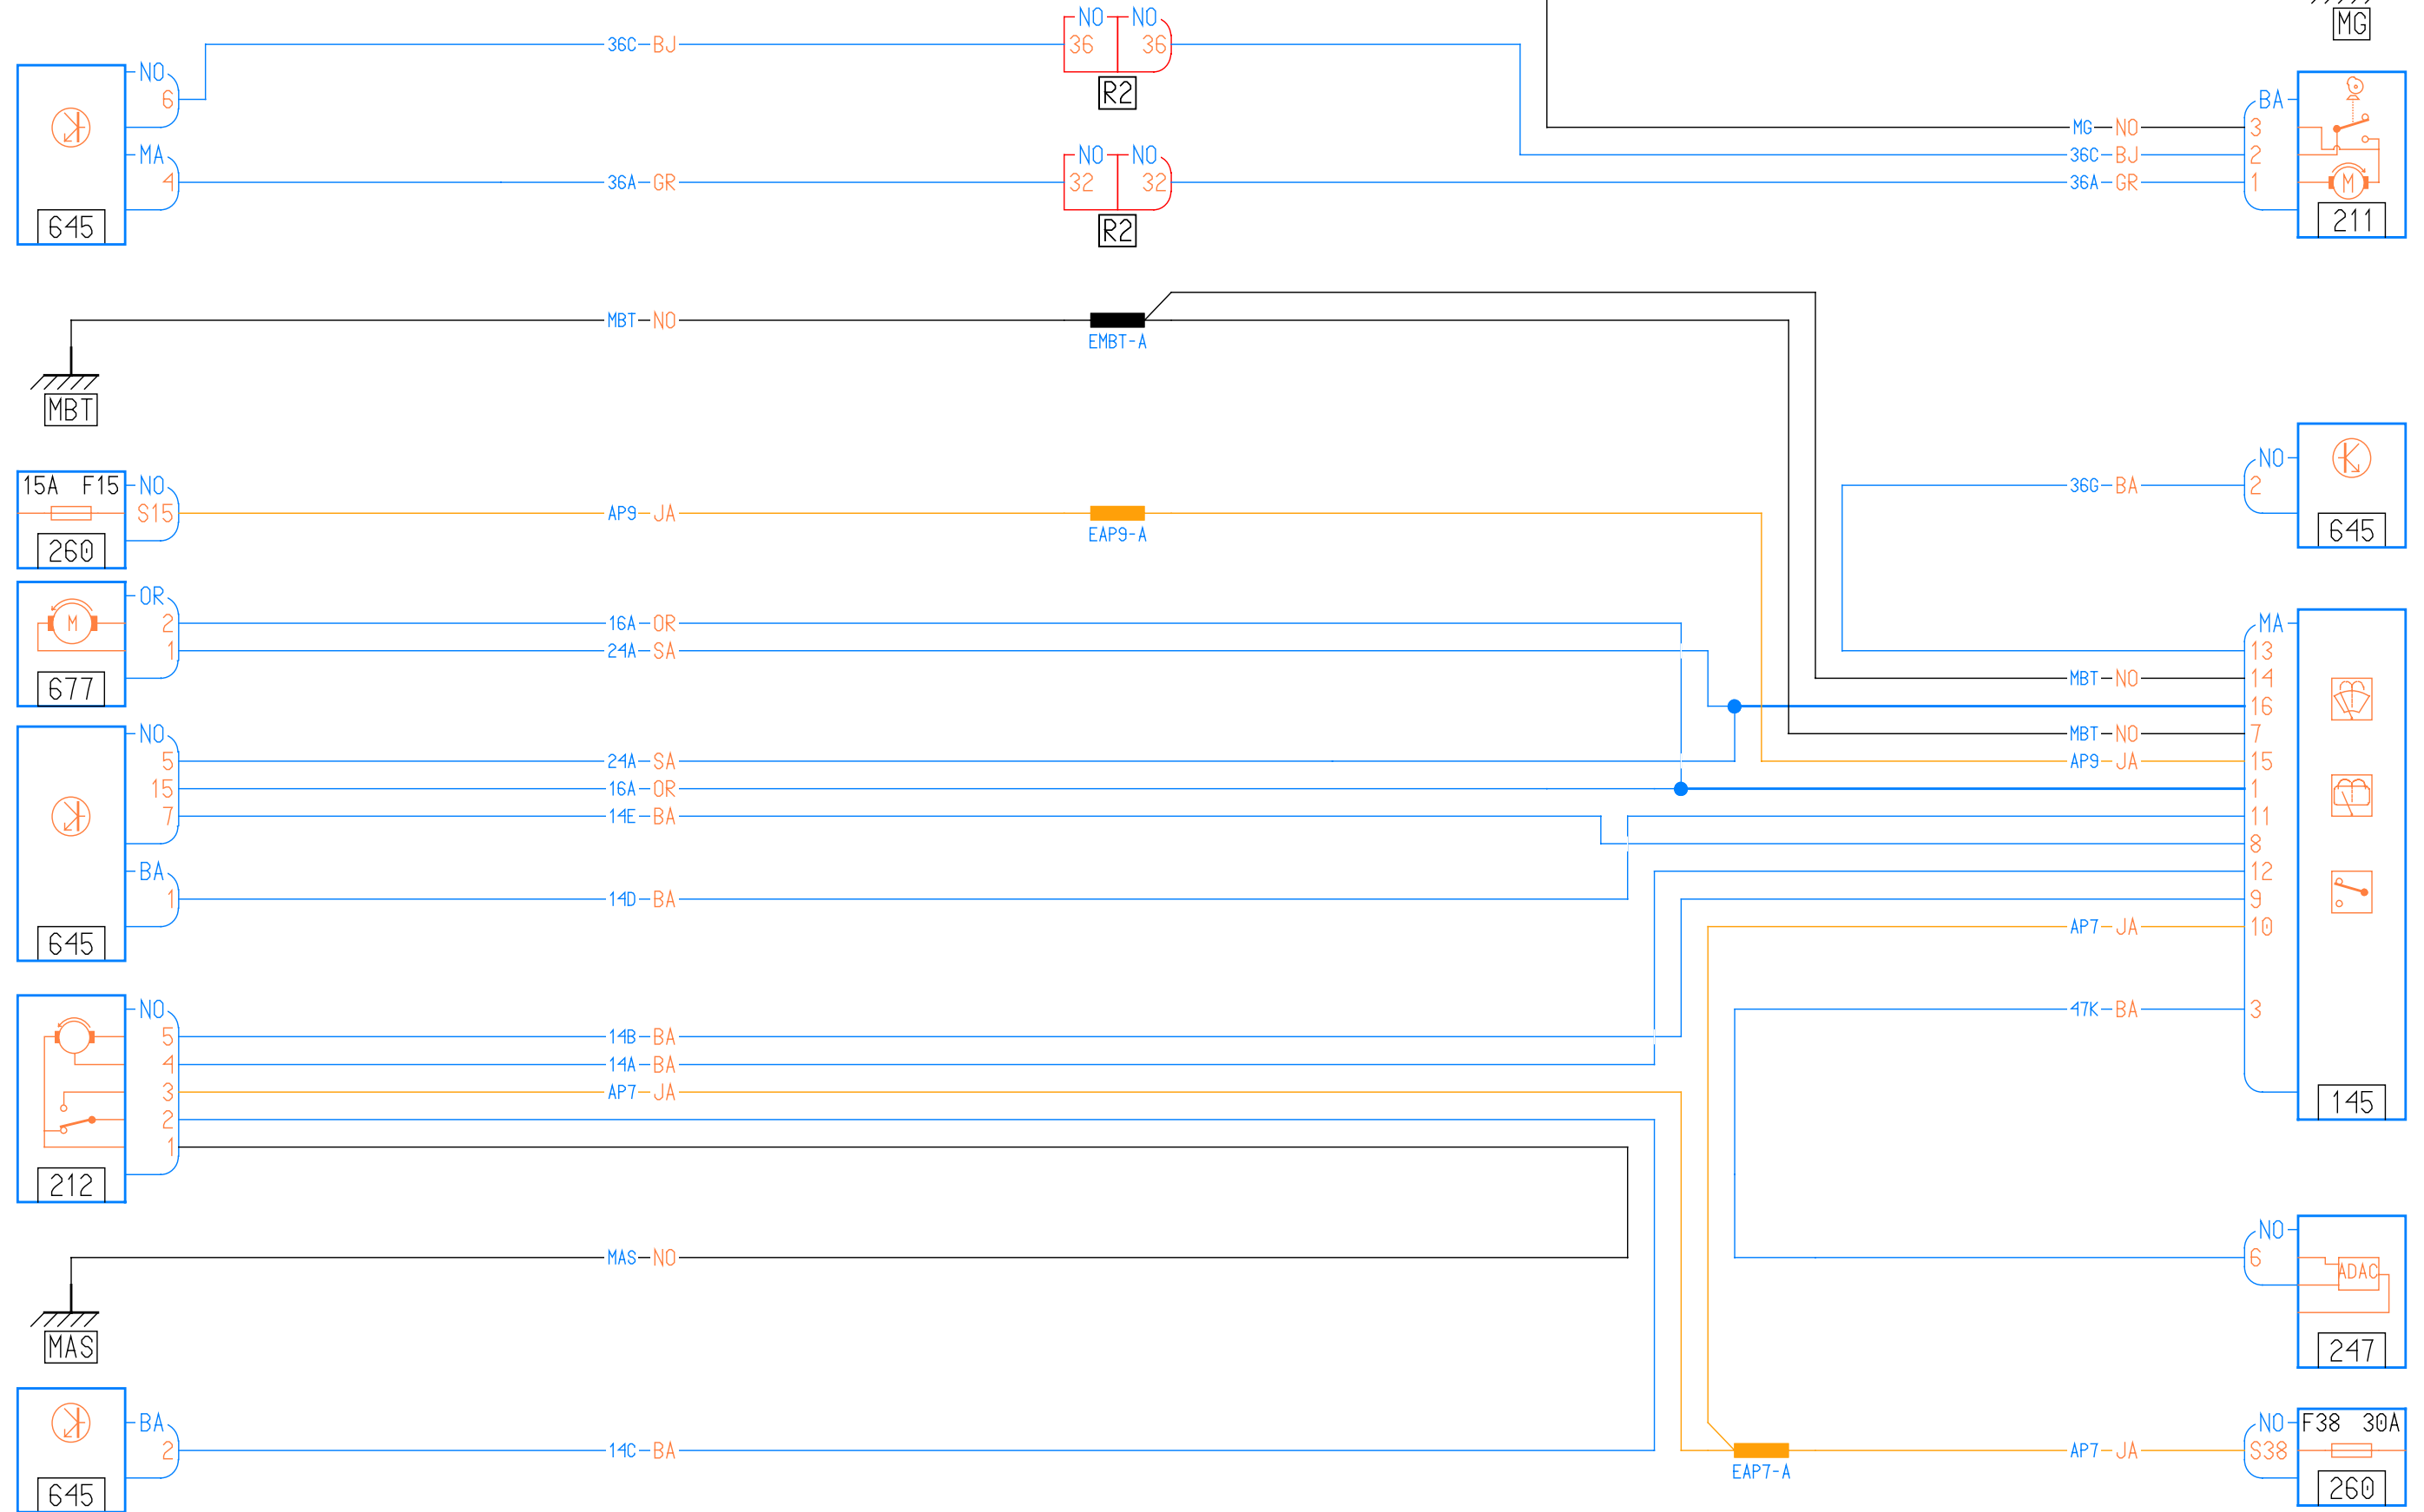 NO NO
MG
36C BJ 36 36
NO
6
R2
BA
MG NO 3
MA
NO NO
36C BJ 2
4 36A GR 32 32 36A GR 1
M
645
R2
211
MBT NO
EMBT-A
MBT
NO
15A F15 NO
36G BA 2
S15 AP9 JA
EAP9-A
645
260
OR
M 2 16A OR
MA
1 24A SA
13
677
MBT NO 14
16
NO
MBT NO 7
5 24A SA
AP9 JA 15
15 16A OR
1
7 14E BA
11
8
BA
12
1 14D BA
9
645
AP7 JA 10
NO
47K BA 3
5 14B BA
4 14A BA
3 AP7 JA
145
2
1
212
NO
MAS NO
6
ADAC
MAS
247
BA
NO F38 30A
2 14C BA
AP7 JA S38
EAP7-A
645
260